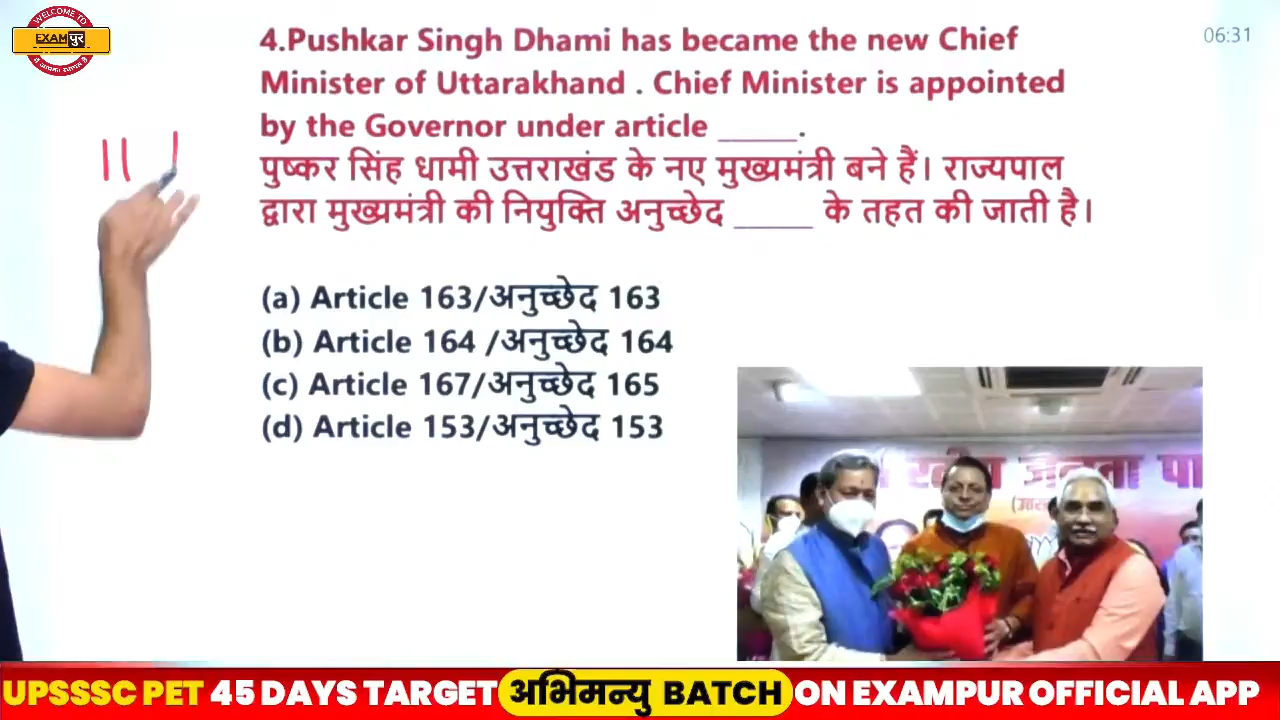 WELCOME TO
EXAMपुर
06:31
4.Pushkar Singh Dhami has became the new Chief
Minister of Uttarakhand . Chief Minister is appointed
by the Governor under article _____.
पुष्कर सिंह धामी उत्तराखंड के नए मुख्यमंत्री बने हैं। राज्यपाल
द्वारा मुख्यमंत्री की नियुक्ति अनुच्छेद _____ के तहत की जाती है।
(a) Article 163/अनुच्छेद 163
(b) Article 164 /अनुच्छेद 164
(c) Article 167/अनुच्छेद 165
(d) Article 153/अनुच्छेद 153
जनता पा
UPSSSC PET 45 DAYS TARGET अभिमन्यु BATCH ON EXAMPUR OFFICIAL APP